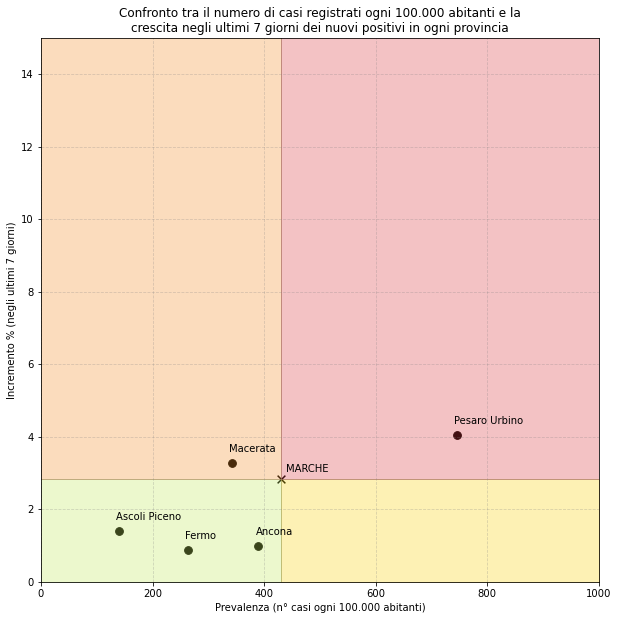 Confronto tra il numero di casi registrati ogni 100.000 abitanti e la
crescita negli ultimi 7 giorni dei nuovi positivi in ogni provincia
Incremento % (negli ultimi 7 giorni)
14
12
10
8
6
4
2
0
Pesaro Urbino
Macerata
MARCHE
Ascoli Piceno
Fermo
Ancona
0 200 400 600 800 1000
Prevalenza (n° casi ogni 100.000 abitanti)